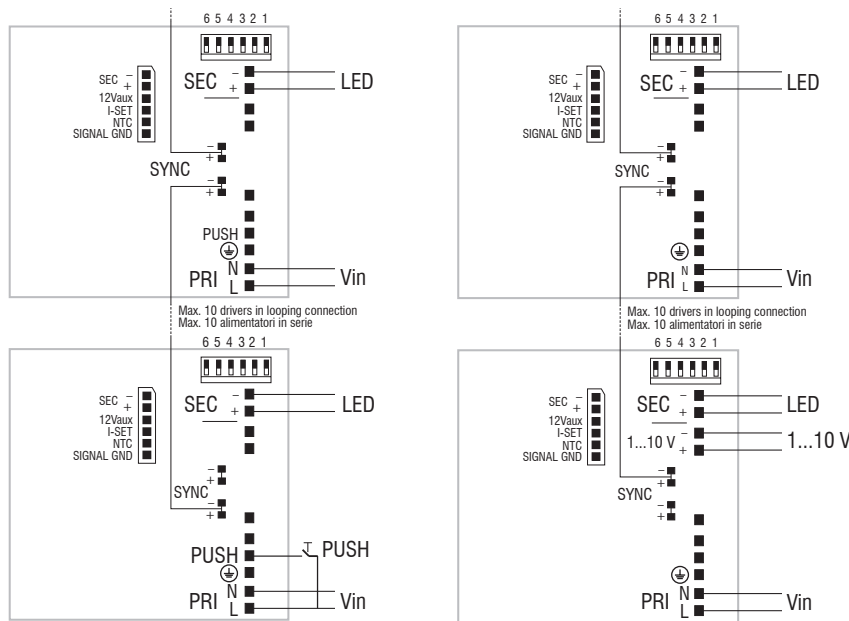 6 5 4 3 2 1
SEC -
+
12Vaux
I-SET
NTC
SIGNAL GND
SEC -
+
LED
-
+
SYNC
-
+
PUSH
N
PRI
L
Vin
Max. 10 drivers in looping connection
Max. 10 alimentatori in serie
6 5 4 3 2 1
SEC -
+
12Vaux
I-SET
NTC
SIGNAL GND
SEC -
+
LED
-
+
SYNC
-
+
PUSH
PUSH
N
PRI
L
Vin
6 5 4 3 2 1
SEC -
+
12Vaux
I-SET
NTC
SIGNAL GND
SEC -
+
LED
-
+
SYNC
-
+
N
PRI
L
Vin
Max. 10 drivers in looping connection
Max. 10 alimentatori in serie
6 5 4 3 2 1
SEC -
+
12Vaux
I-SET
NTC
SIGNAL GND
SEC -
+
LED
-
1...10 V
+
1...10 V
-
+
SYNC
-
+
N
PRI
L
Vin